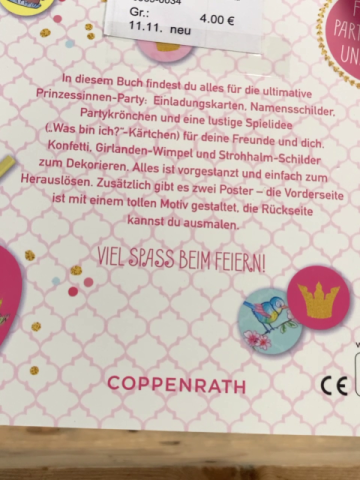 Gr.:
4.00 €
11.11. neu
In diesem Buch findest du alles für die ultimative
Prinzessinnen-Party: Einladungskarten, Namensschilder,
Partykrönchen und eine lustige Spielidee
(„Was bin ich?“-Kärtchen) für deine Freunde und dich.
Konfetti, Girlanden-Wimpel und Strohhalm-Schilder
zum Dekorieren. Alles ist vorgestanzt und einfach zum
Herauslösen. Zusätzlich gibt es zwei Poster – die Vorderseite
ist mit einem tollen Motiv gestaltet, die Rückseite
kannst du ausmalen.
VIEL SPASS BEIM FEIERN!
COPPENRATH
CE